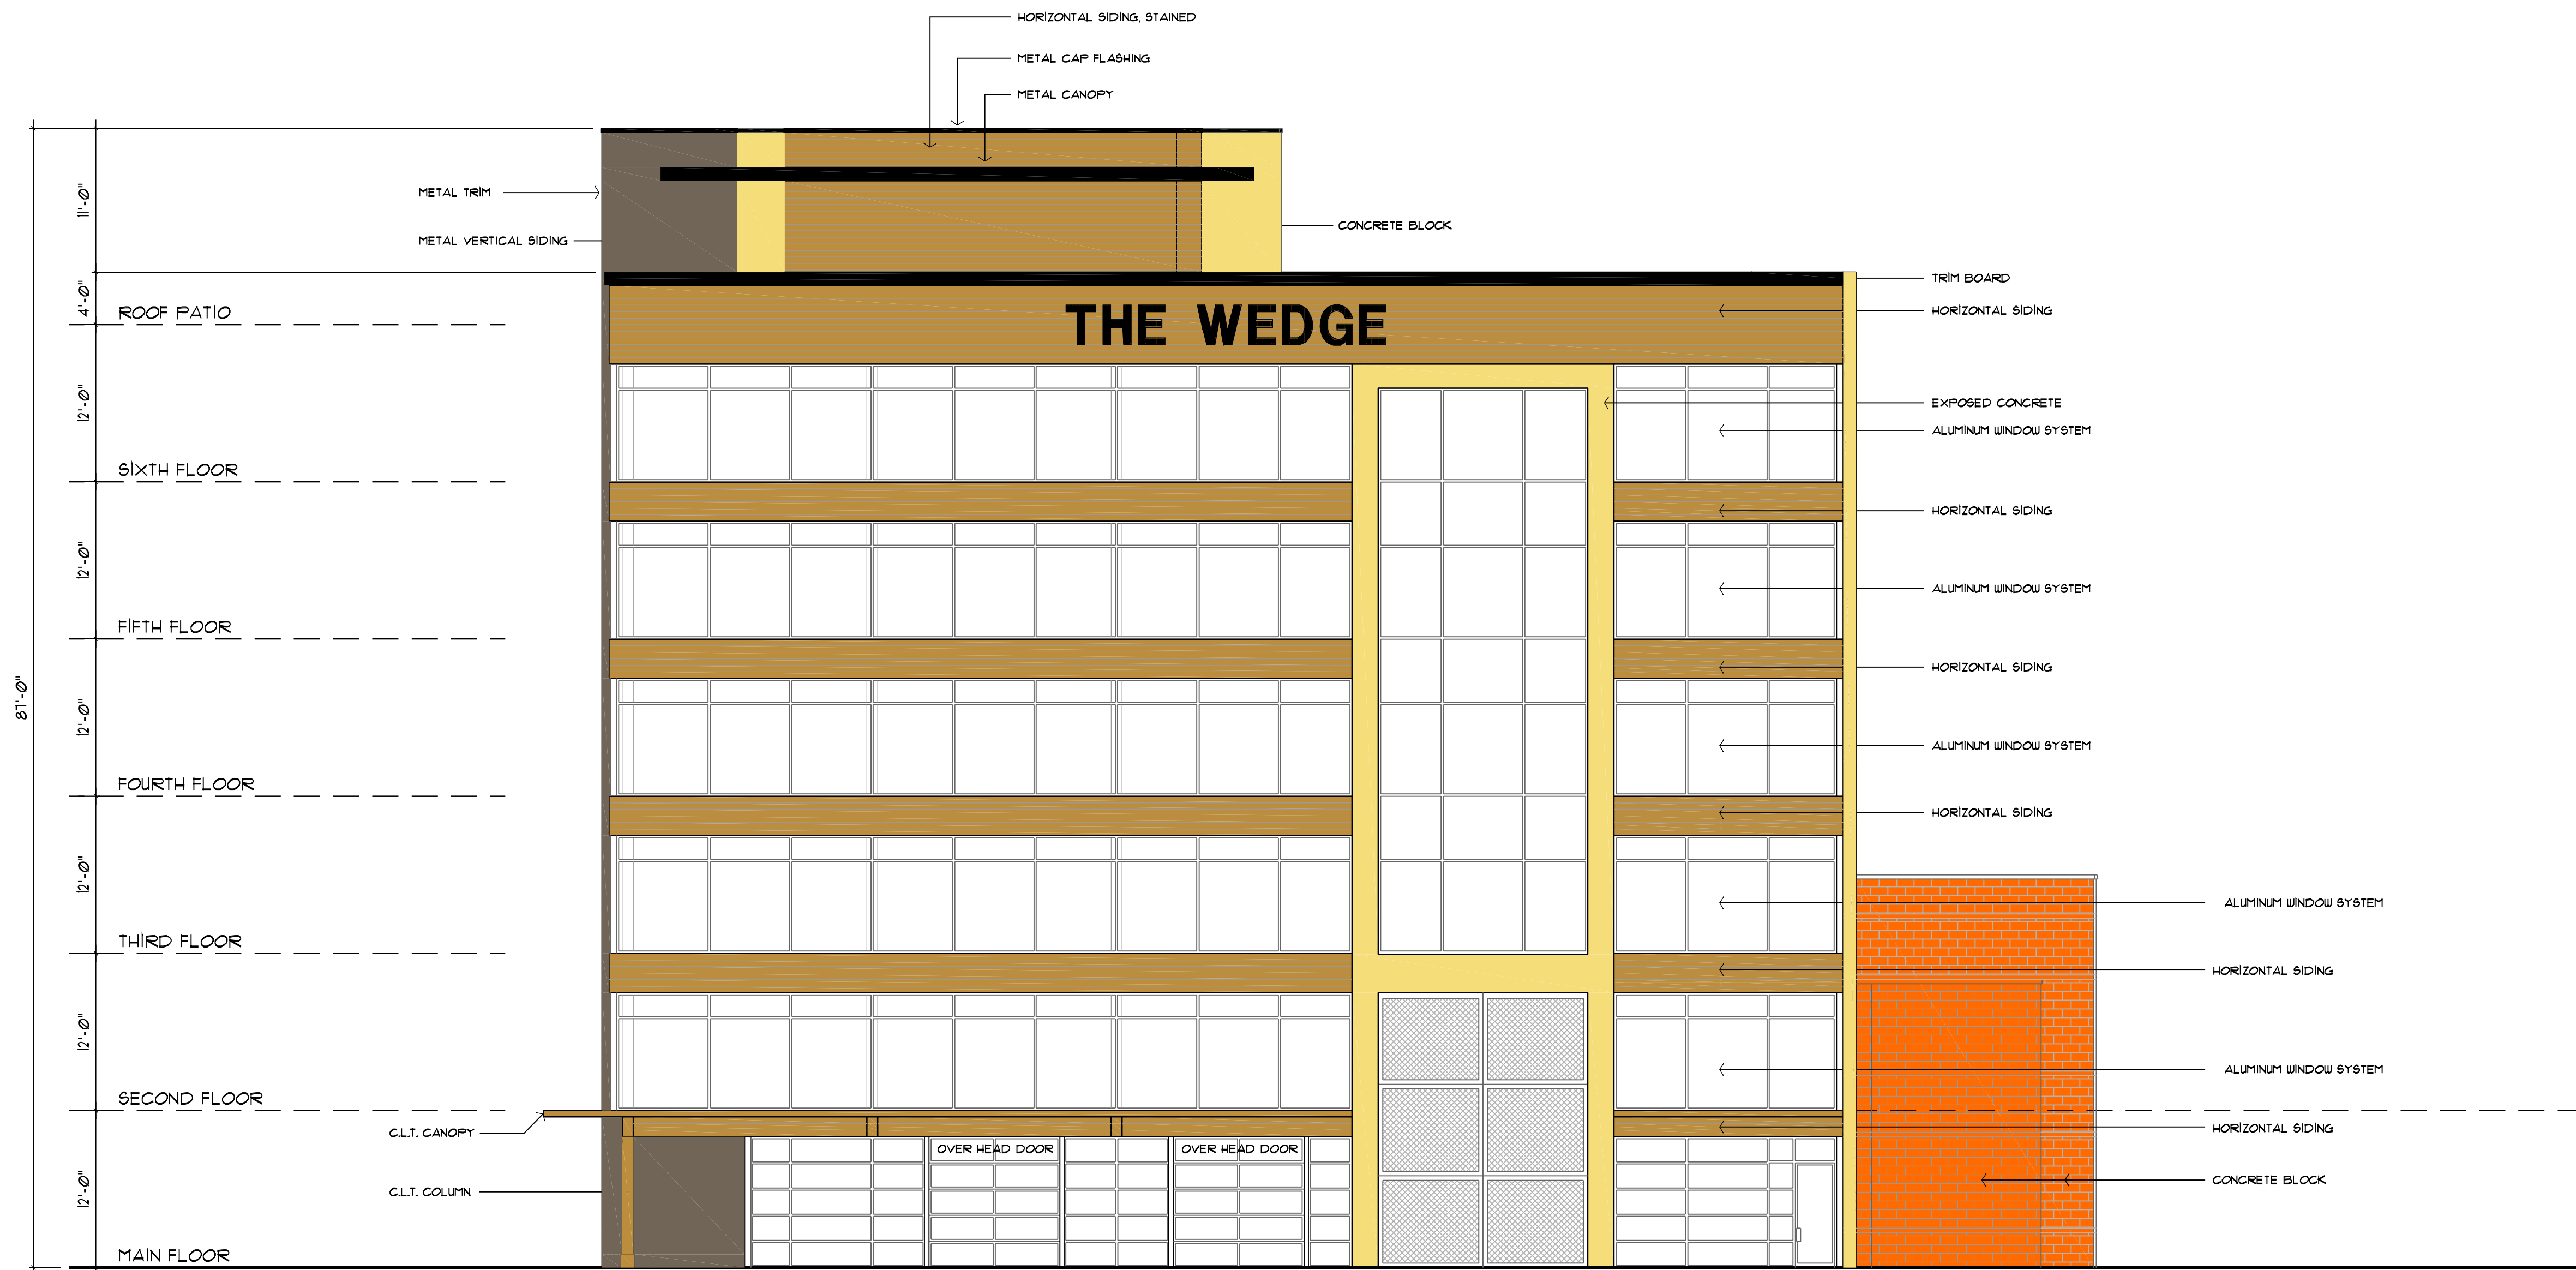 HORIZONTAL SIDING, STAINED
METAL CAP FLASHING
METAL CANOPY
METAL TRIM
METAL VERTICAL SIDING
CONCRETE BLOCK
11'-0"
4'-0"
ROOF PATIO
TRIM BOARD
HORIZONTAL SIDING
THE WEDGE
12'-0"
EXPOSED CONCRETE
ALUMINUM WINDOW SYSTEM
SIXTH FLOOR
HORIZONTAL SIDING
12'-0"
ALUMINUM WINDOW SYSTEM
FIFTH FLOOR
HORIZONTAL SIDING
87'-0"
12'-0"
ALUMINUM WINDOW SYSTEM
FOURTH FLOOR
HORIZONTAL SIDING
12'-0"
ALUMINUM WINDOW SYSTEM
THIRD FLOOR
HORIZONTAL SIDING
12'-0"
ALUMINUM WINDOW SYSTEM
SECOND FLOOR
C.L.T. CANOPY
HORIZONTAL SIDING
OVER HEAD DOOR
OVER HEAD DOOR
12'-0"
C.L.T. COLUMN
CONCRETE BLOCK
MAIN FLOOR